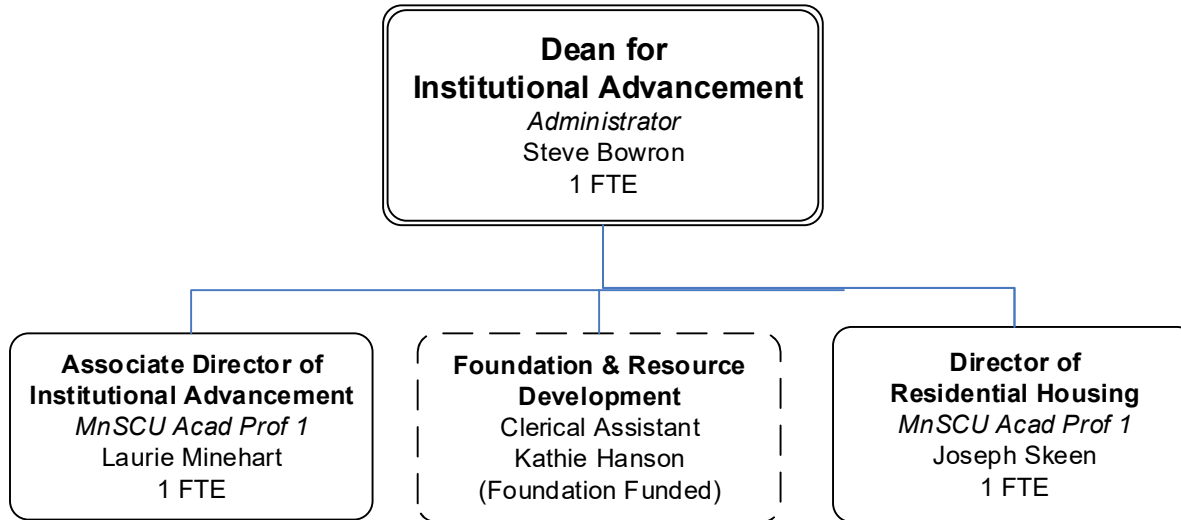 Dean for
Institutional Advancement
Administrator
Steve Bowron
1 FTE
Associate Director of
Institutional Advancement
MnSCU Acad Prof 1
Laurie Minehart
1 FTE
Foundation & Resource
Development
Clerical Assistant
Kathie Hanson
(Foundation Funded)
Director of
Residential Housing
MnSCU Acad Prof 1
Joseph Skeen
1 FTE